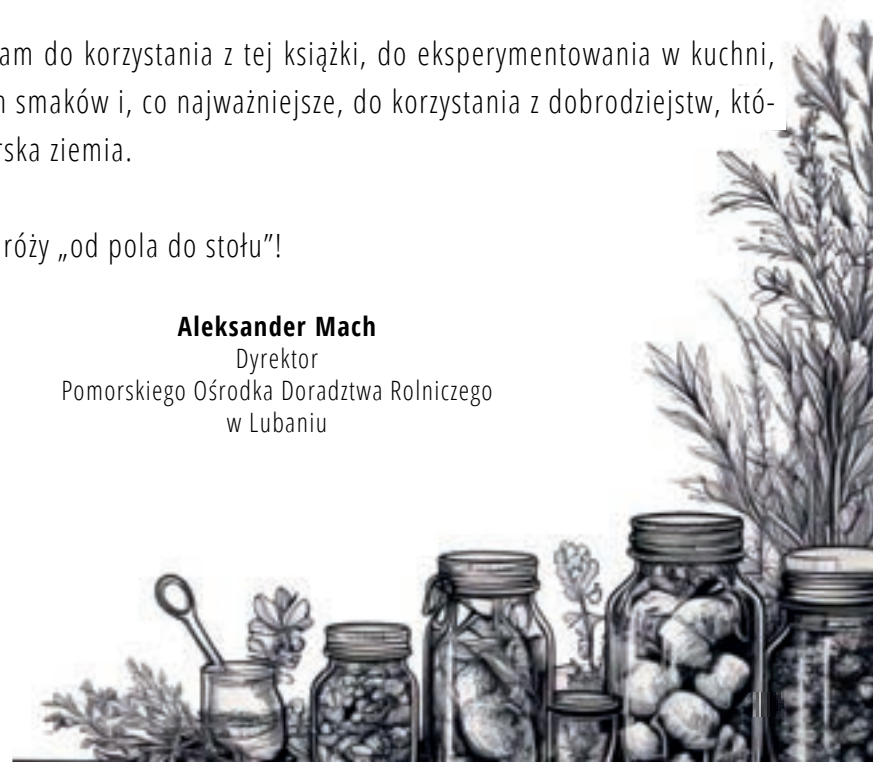 am do korzystania z tej książki, do eksperymentowania w kuchni,
smaków i, co najważniejsze, do korzystania z dobrodziejstw, któ-
rska ziemia.
róży „od pola do stołu”!
Aleksander Mach
Dyrektor
Pomorskiego Ośrodka Doradztwa Rolniczego
w Lubaniu